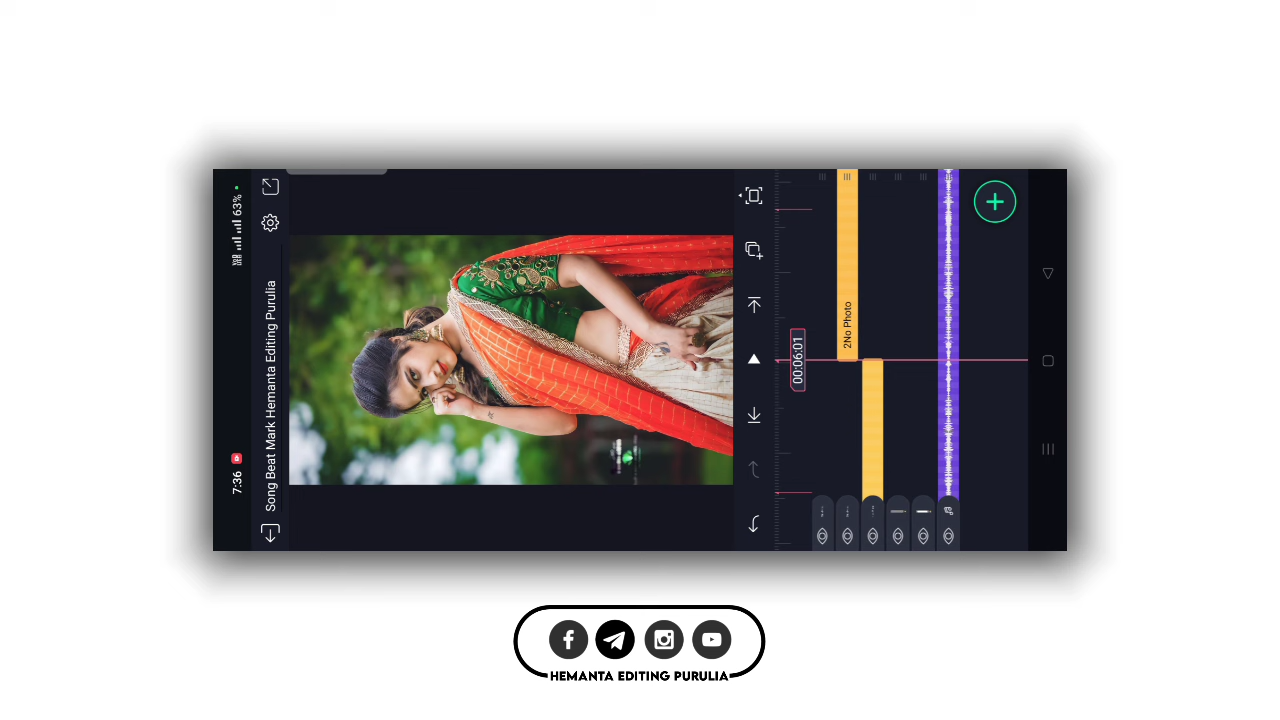 7:36
63%
Song Beat Mark Hemanta Editing Purulia
00:06:01
2No Photo
HEMANTA EDITING PURULIA